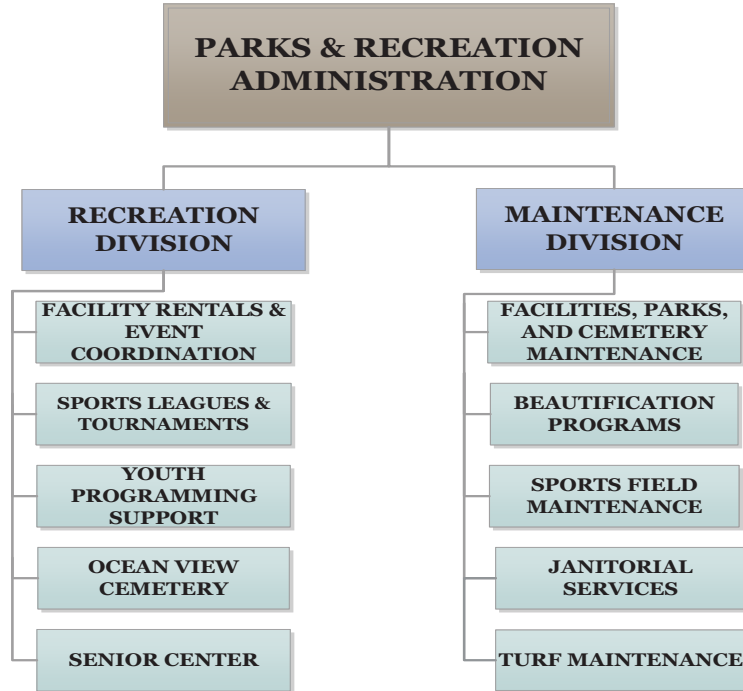 PARKS & RECREATION
ADMINISTRATION
RECREATION
DIVISION
FACILITY RENTALS &
EVENT
COORDINATION
SPORTS LEAGUES &
TOURNAMENTS
YOUTH
PROGRAMMING
SUPPORT
OCEAN VIEW
CEMETERY
SENIOR CENTER
MAINTENANCE
DIVISION
FACILITIES, PARKS,
AND CEMETERY
MAINTENANCE
BEAUTIFICATION
PROGRAMS
SPORTS FIELD
MAINTENANCE
JANITORIAL
SERVICES
TURF MAINTENANCE